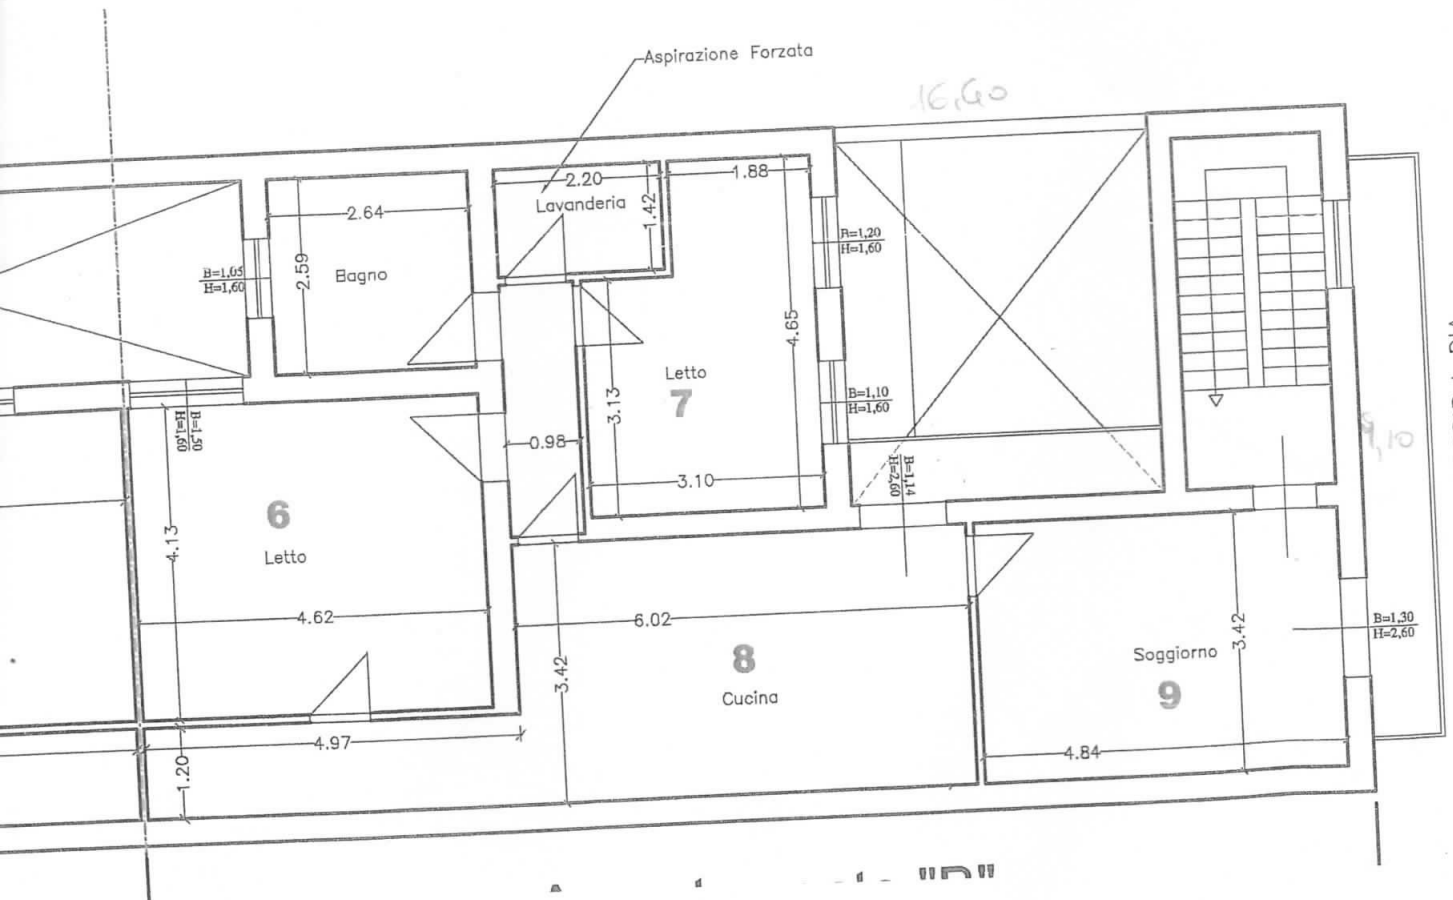 Aspirazione Forzata
16,60
2.20
1.88
Lavanderia
1.42
2.64
B=1,20
H=1,60
2.59
Bagno
B=1,05
H=1,60
4.65
Letto
7
3.13
B=1,10
H=1,60
B=1,50
H=1,60
0.98
3.10
B=1,14
H=2,60
9,10
6
Letto
4.13
4.62
6.02
8
Cucina
3.42
Soggiorno
9
3.42
B=1,30
H=2,60
4.97
4.84
1.20